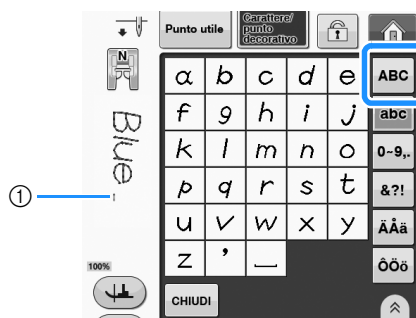 Punto utile
Carattere/
punto
decorativo
N
a b c d e
ABC
f g h i j
abc
k l m n o
0~9,.
p q r s t
&?!
u v w x y
ÄÅä
z ’ _
ÔÖö
Blue
①
100%
CHIUDI